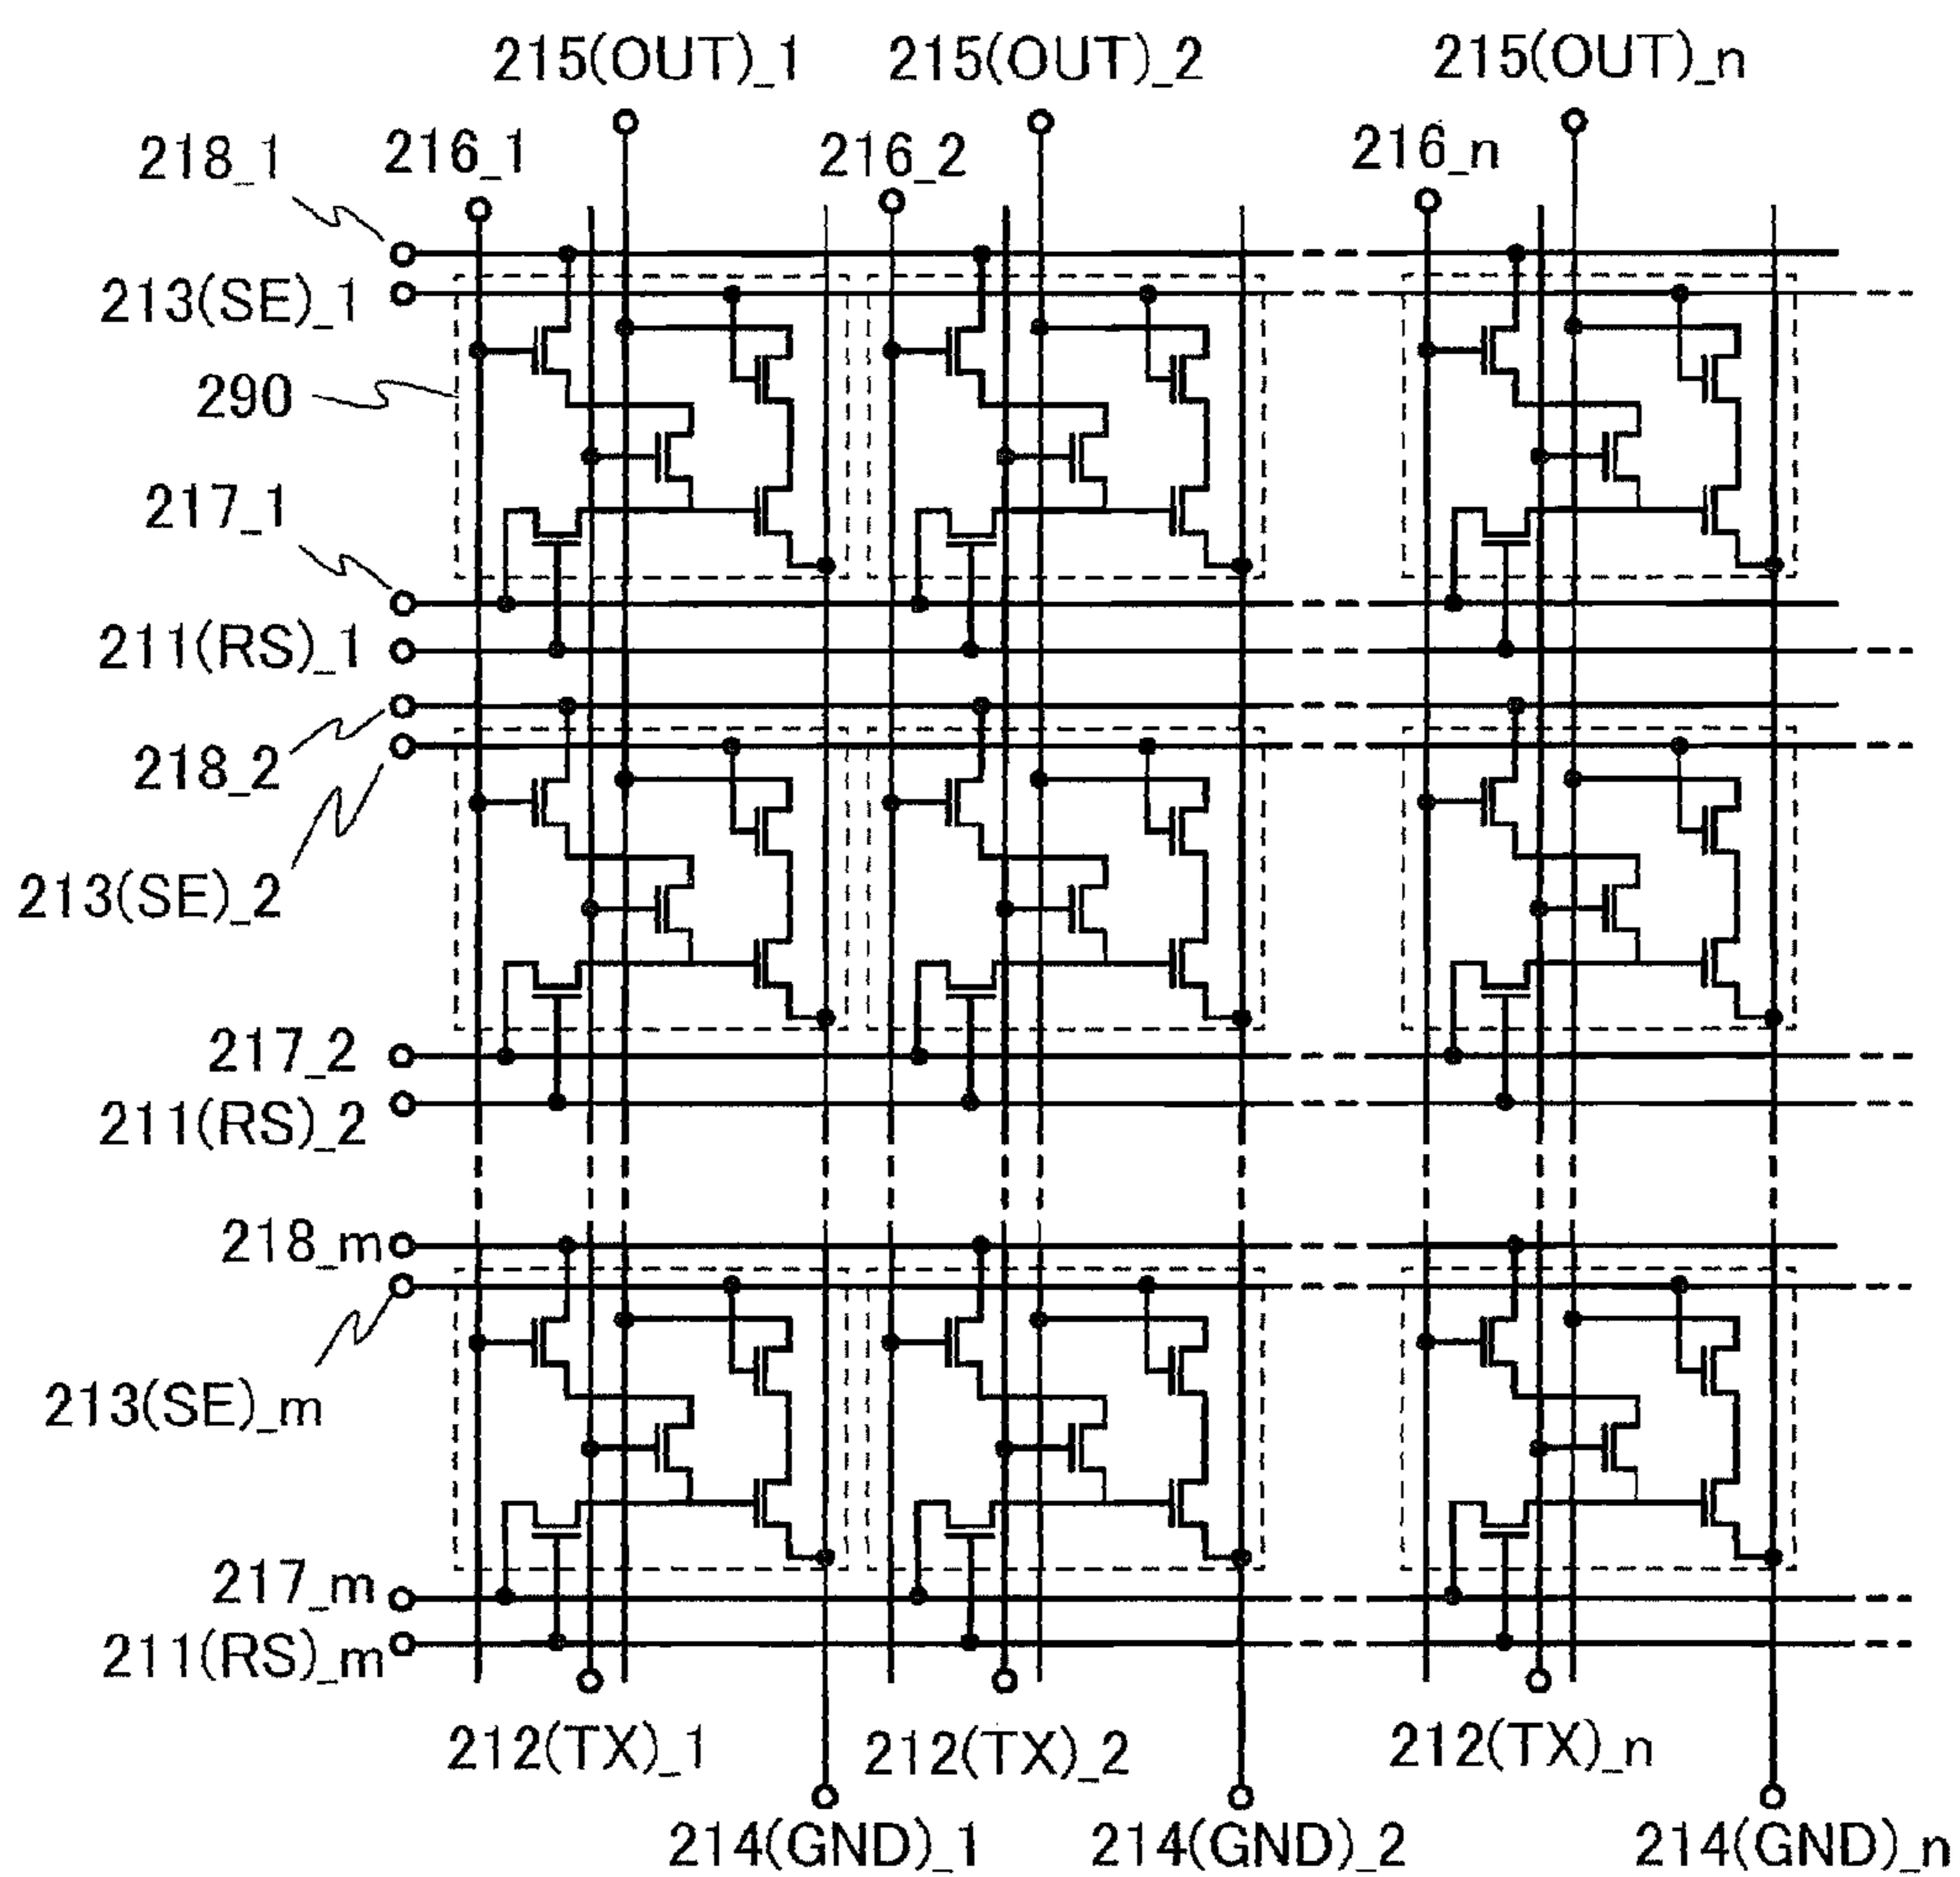 215(OUT)_1 215(OUT)_2 215(OUT)_n
218_1 216_1 216_2 216_n
213(SE)_1
290
217_1
211(RS)_1
218_2
213(SE)_2
217_2
211(RS)_2
218_m
213(SE)_m
217_m
211(RS)_m
212(TX)_1 212(TX)_2 212(TX)_n
214(GND)_1 214(GND)_2 214(GND)_n